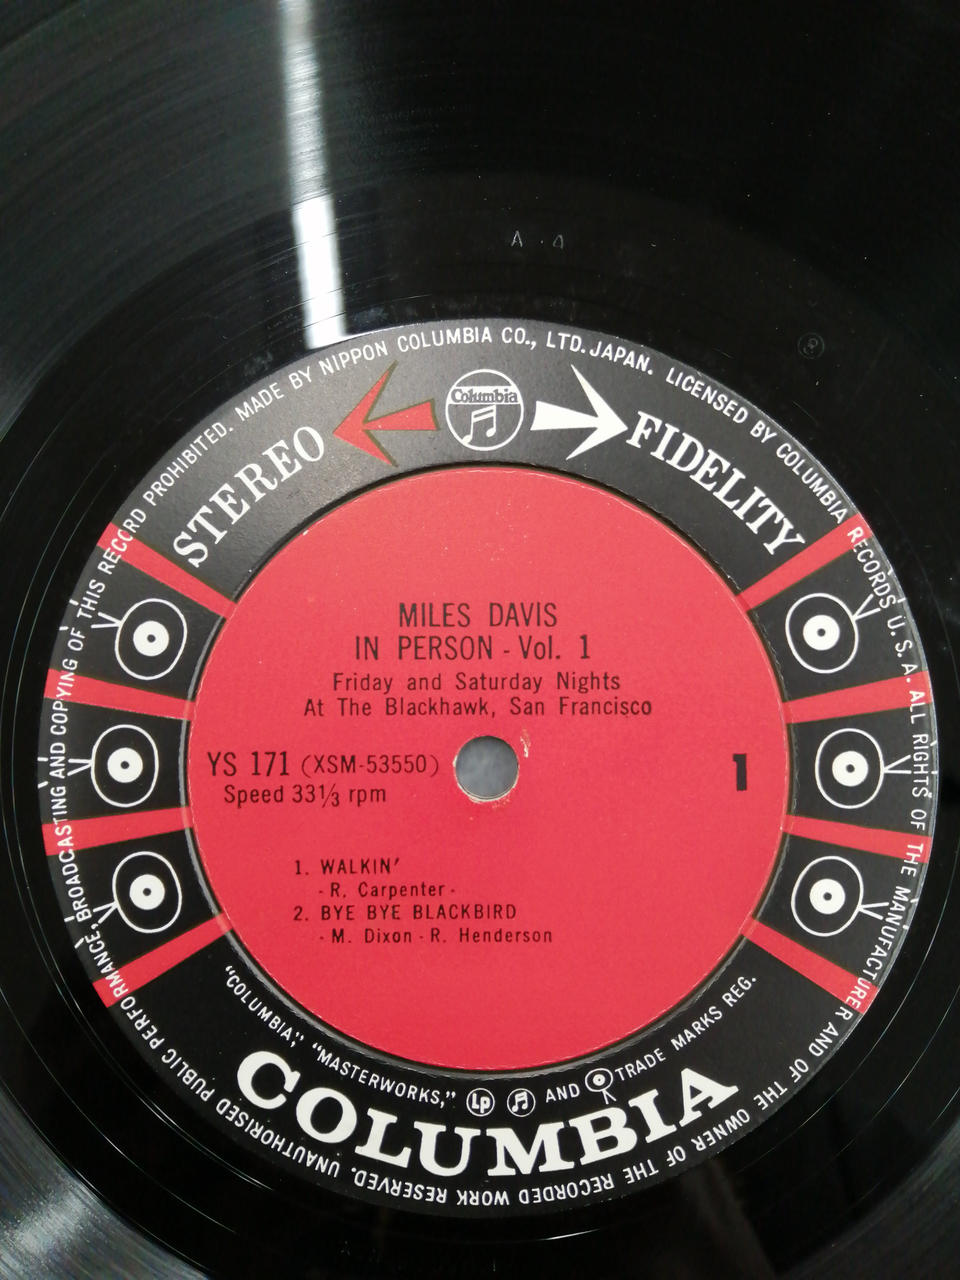 A · 0
MADE BY NIPPON COLUMBIA CO., LTD. JAPAN. LICENSED BY COLUMBIA RECORDS U. S. A. ALL RIGHTS OF THE MANUFACTURER AND OF THE OWNER OF THE RECORDED WORK RESERVED. UNAUTHORISED PUBLIC PERFORMANCE, BROADCASTING AND COPYING OF THIS RECORD PROHIBITED.
STEREO
Columbia
FIDELITY
MILES DAVIS
IN PERSON - Vol. 1
Friday and Saturday Nights
At The Blackhawk, San Francisco
YS 171 (XSM-53550)
Speed 33⅓ rpm
1
1. WALKIN'
- R. Carpenter -
2. BYE BYE BLACKBIRD
- M. Dixon - R. Henderson
"COLUMBIA," "MASTERWORKS," Lp AND TRADE MARKS REG.
COLUMBIA